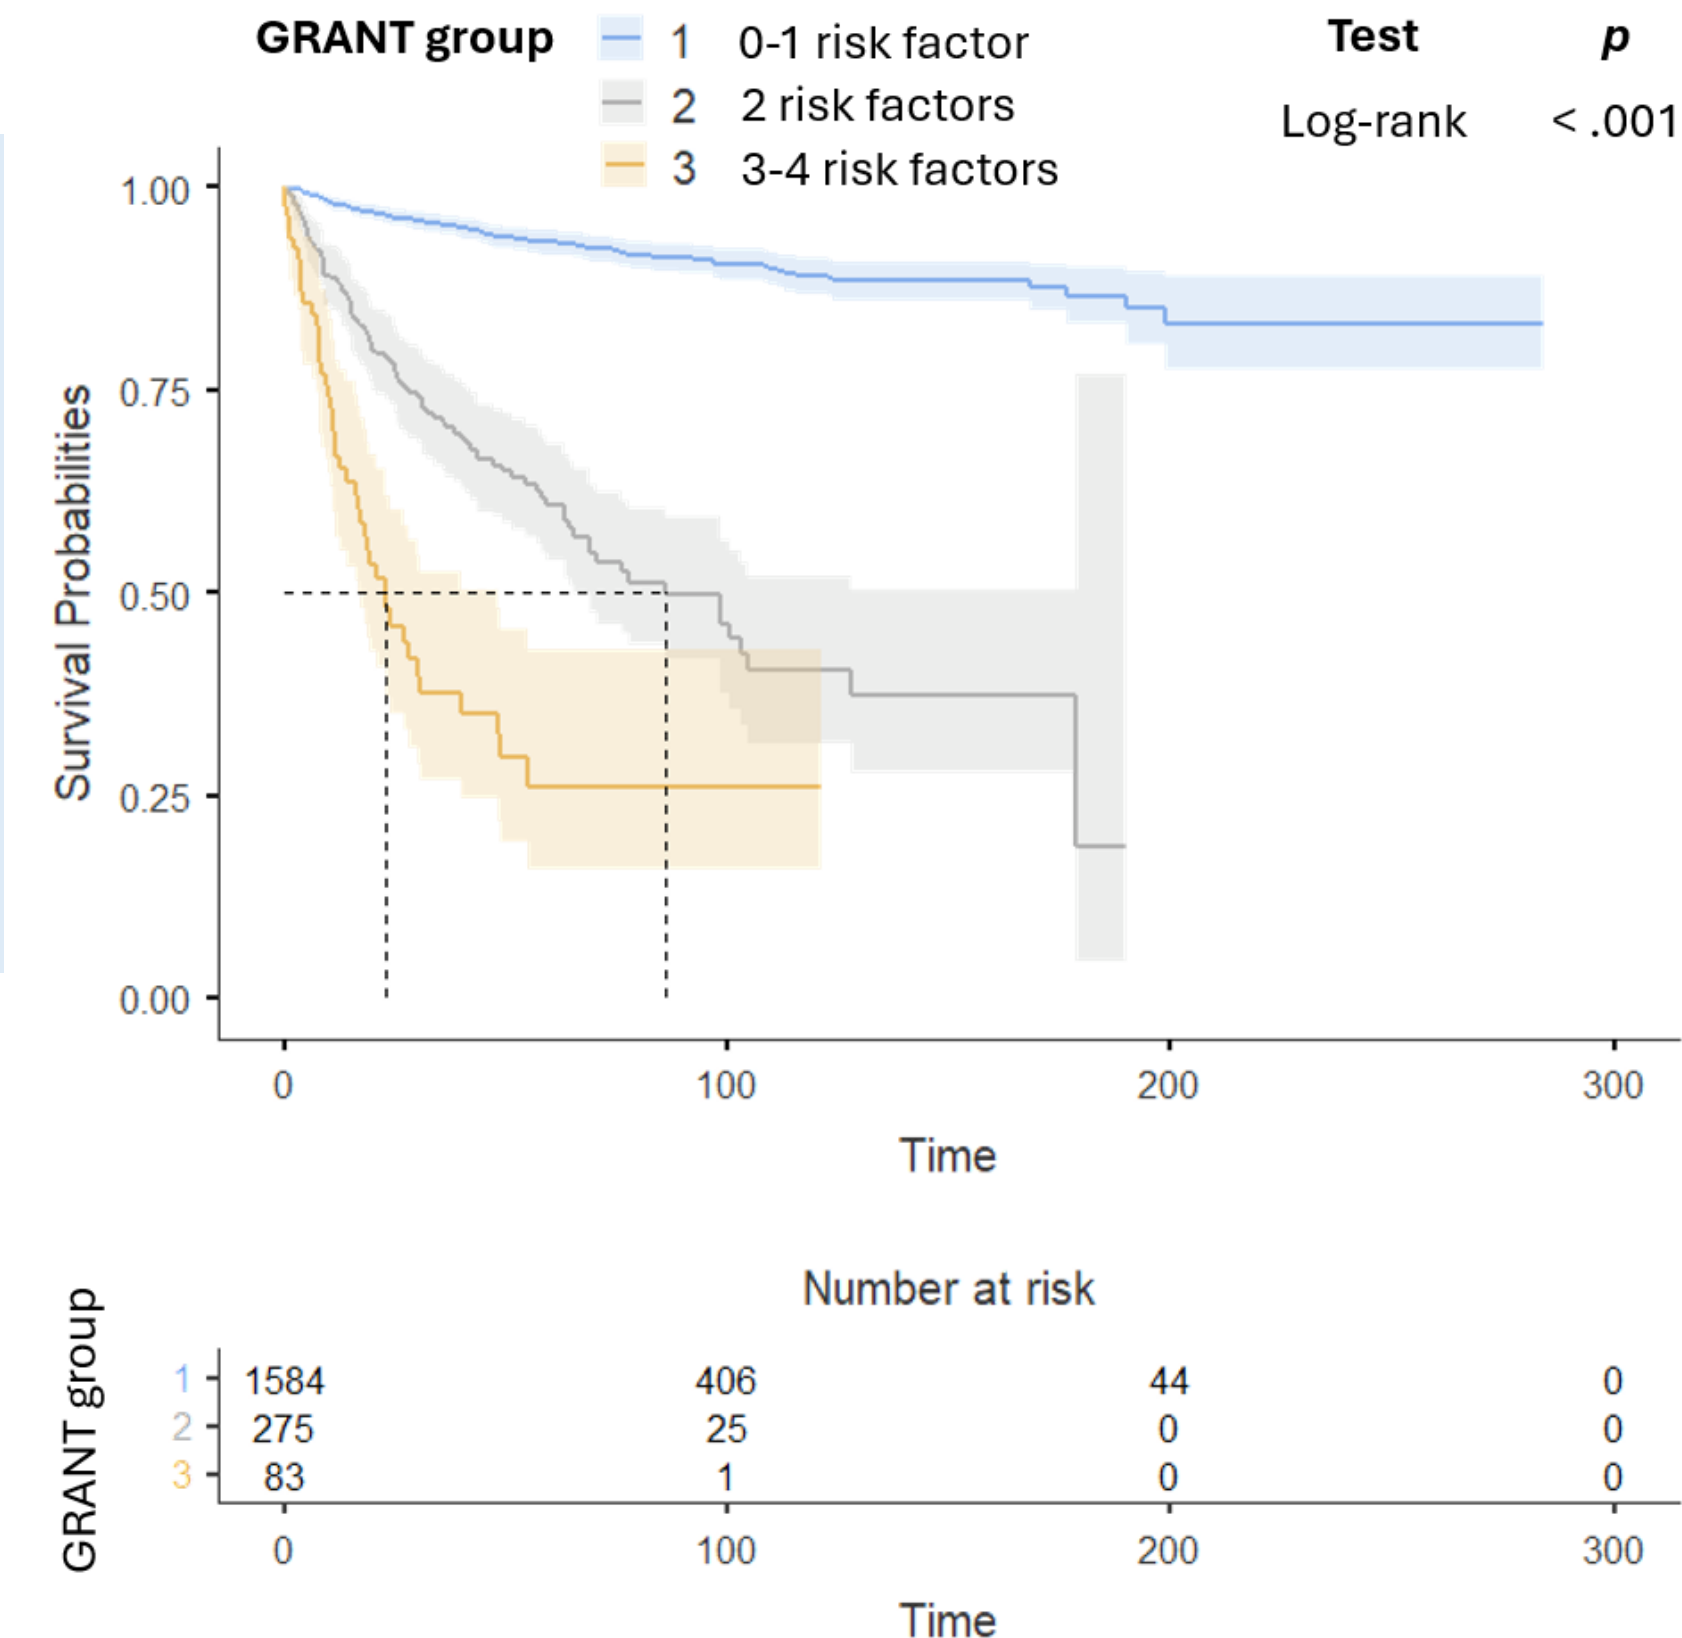 GRANT group
1 0-1 risk factor
2 2 risk factors
3 3-4 risk factors
Test p
Log-rank < .001
Survival Probabilities
1.00
0.75
0.50
0.25
0.00
0 100 200 300
Time
Number at risk
GRANT group
1 1584 406 44 0
2 275 25 0 0
3 83 1 0 0
0 100 200 300
Time